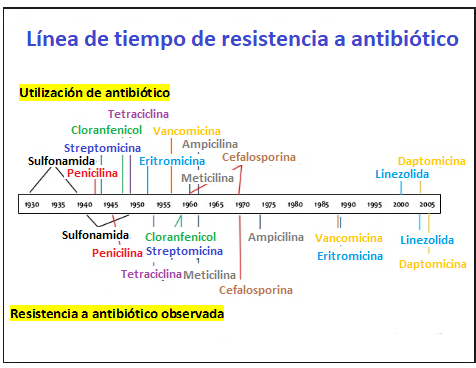 Línea de tiempo de resistencia a antibiótico
Utilización de antibiótico
Tetraciclina
Cloranfenicol Vancomicina
Streptomicina Ampicilina
Sulfonamida Eritromicina Cefalosporina Daptomicina
Penicilina Meticilina Linezolid
1930 1935 1940 1945 1950 1955 1960 1965 1970 1975 1980 1985 1990 1995 2000 2005
Sulfonamida Cloranfenicol Ampicilina Vancomicina Linezolida
Penicilina Streptomicina Eritromicina
Tetraciclina Meticilina Daptomicina
Cefalosporina
Resistencia a antibiótico observada